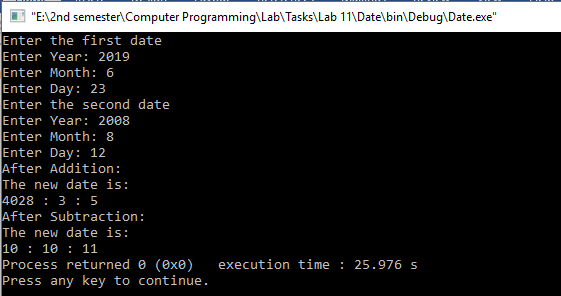 "E:\2nd semester\Computer Programming\Lab\Tasks\Lab 11\Date\bin\Debug\Date.exe"
Enter the first date
Enter Year: 2019
Enter Month: 6
Enter Day: 23
Enter the second date
Enter Year: 2008
Enter Month: 8
Enter Day: 12
After Addition:
The new date is:
4028 : 3 : 5
After Subtraction:
The new date is:
10 : 10 : 11
Process returned 0 (0x0)   execution time : 25.976 s
Press any key to continue.